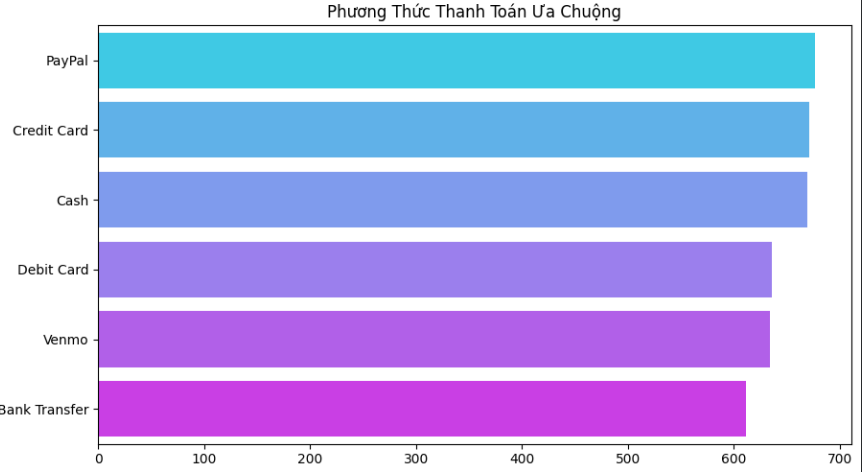 Phương Thức Thanh Toán Ưa Chuộng
PayPal
Credit Card
Cash
Debit Card
Venmo
Bank Transfer
0 100 200 300 400 500 600 700